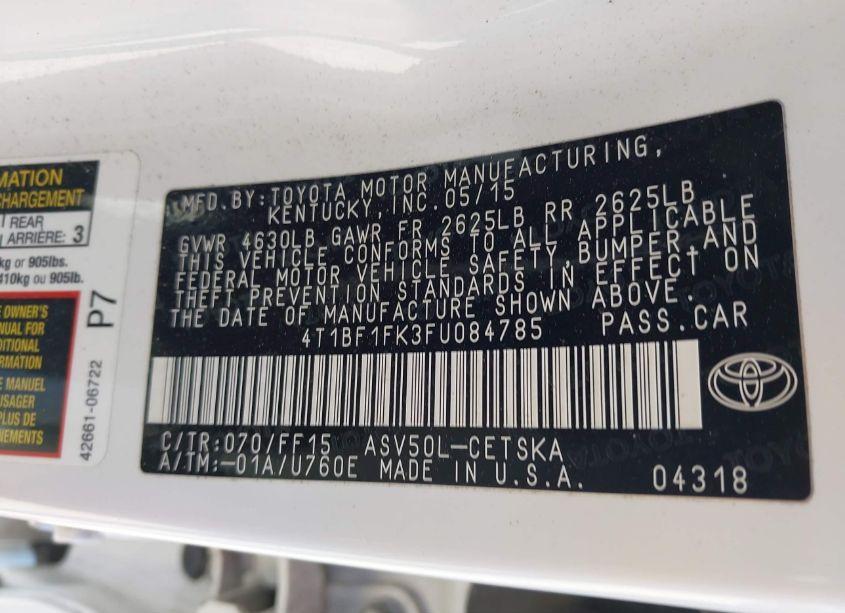 MATION
CHARGEMENT
REAR
ARRIÈRE: 3
kg or 905lbs.
410kg ou 905lb.
E OWNER'S
NUAL FOR
DITIONAL
ORMATION
E MANUEL
USAGER
PLUS DE
NEMENTS
P7
42661-06722
MFD.BY:TOYOTA MOTOR MANUFACTURING,
KENTUCKY,INC.05/15
GVWR 4630LB GAWR FR 2625LB RR 2625LB
THIS VEHICLE CONFORMS TO ALL APPLICABLE
FEDERAL MOTOR VEHICLE SAFETY,BUMPER,AND
THEFT PREVENTION STANDARDS IN EFFECT ON
THE DATE OF MANUFACTURE SHOWN ABOVE.
4T1BF1FK3FU084785 PASS.CAR
C/TR:070/FF15 ASV50L-CETSKA
A/TM:-01A/U760E MADE IN U.S.A. 04318